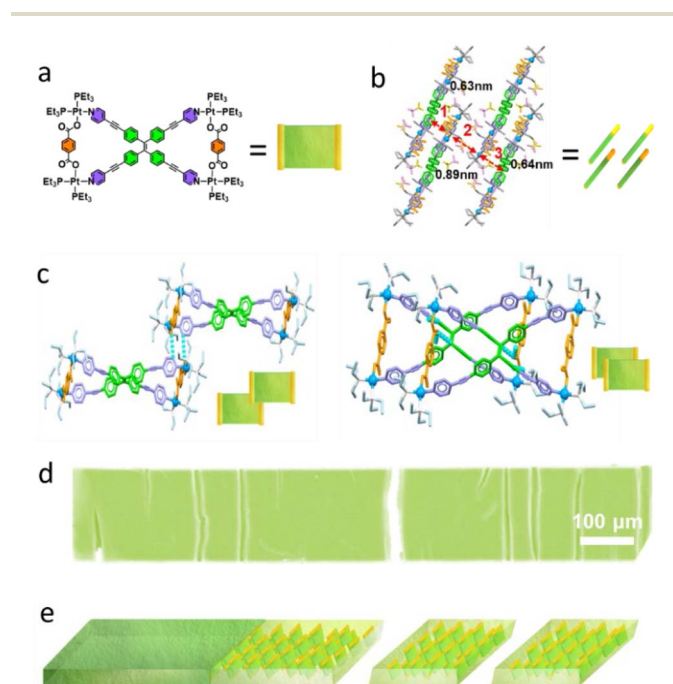 a
b
PEt₃
PEt₃
Et₃P-Pt-N
N-Pt-PEt₃
O
O
O
O
O
O
O
O
Et₃P-Pt-N
N-Pt-PEt₃
PEt₃
PEt₃
=
0.63nm
1
2
3
0.64nm
0.89nm
=
c
d
100 μm
e